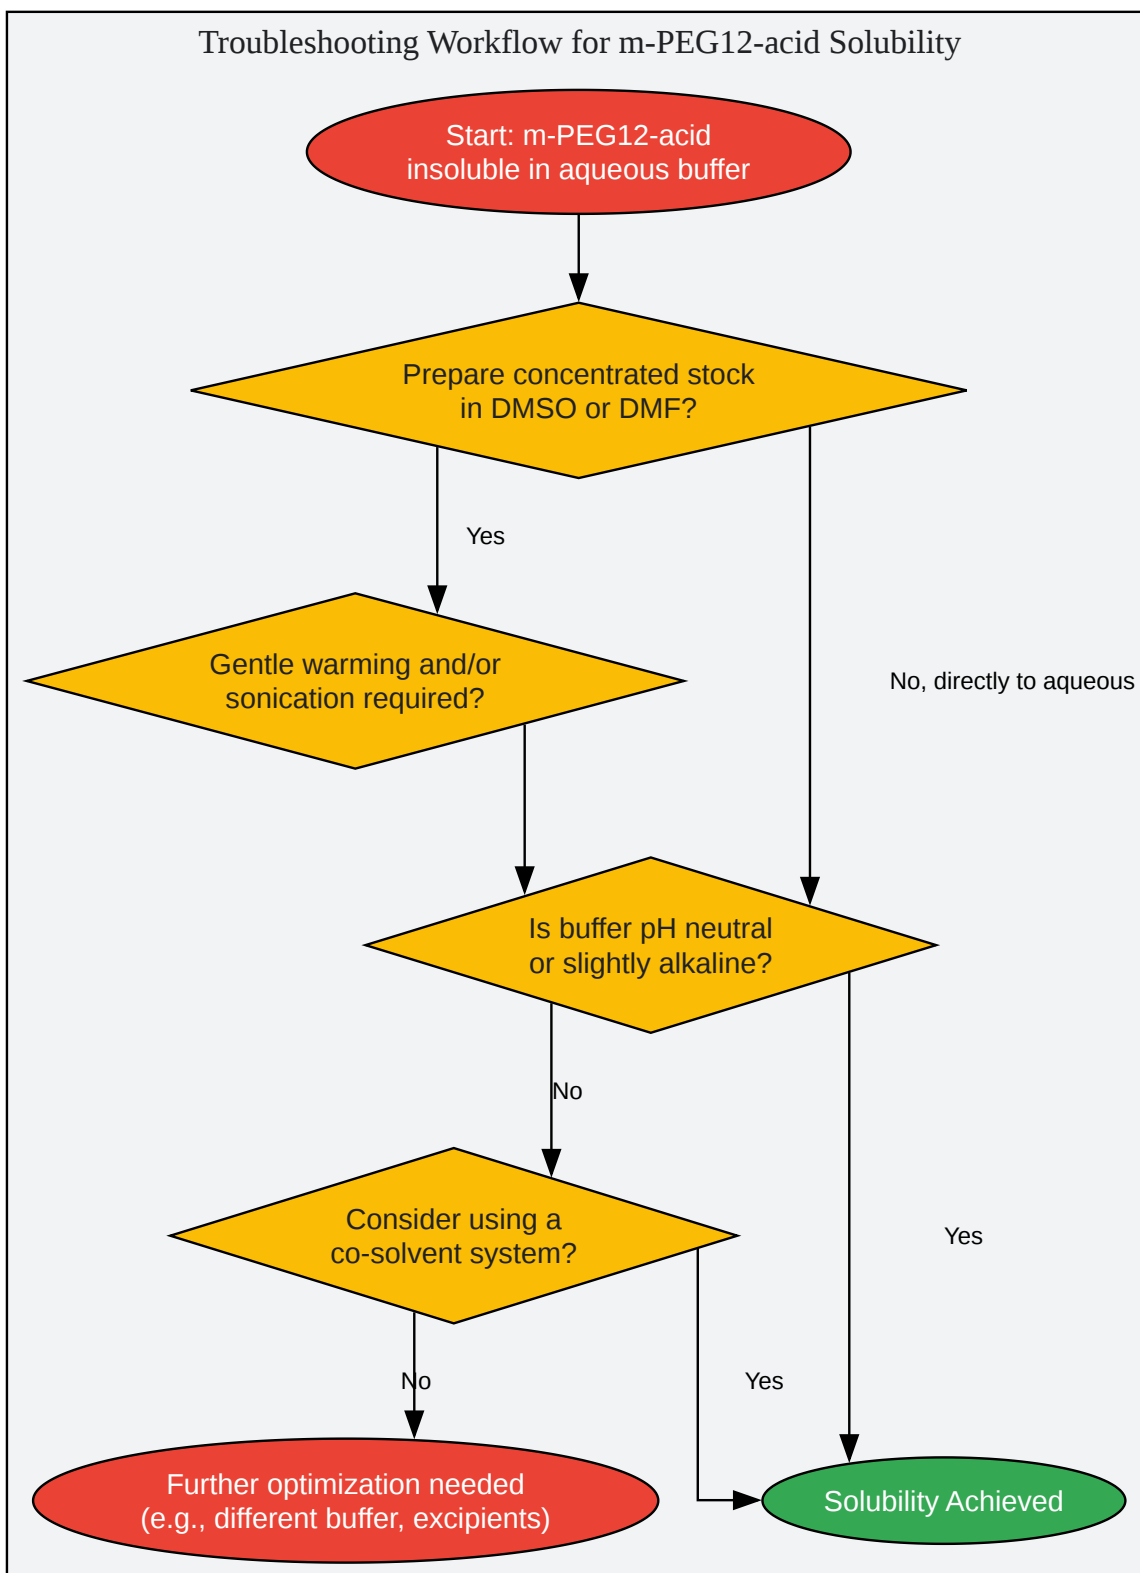 Troubleshooting Workflow for m-PEG12-acid Solubility
Start: m-PEG12-acid
insoluble in aqueous buffer
Prepare concentrated stock
in DMSO or DMF?
Yes
Gentle warming and/or
sonication required?
No, directly to aqueous
Is buffer pH neutral
or slightly alkaline?
No
Consider using a
co-solvent system?
Yes
No
Yes
Further optimization needed
(e.g., different buffer, excipients)
Solubility Achieved